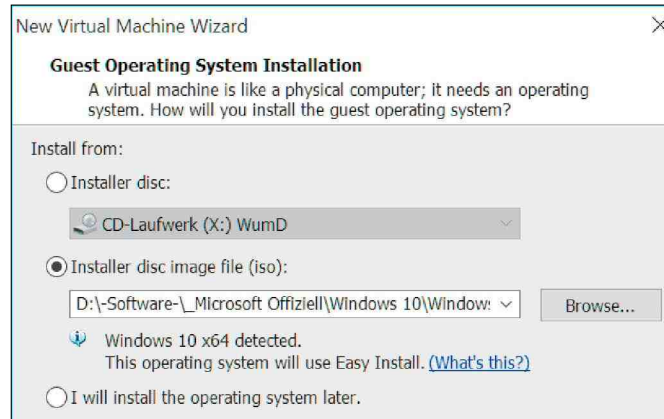 New Virtual Machine Wizard
Guest Operating System Installation
A virtual machine is like a physical computer; it needs an operating
system. How will you install the guest operating system?
Install from:
Installer disc:
CD-Laufwerk (X:) WumD
Installer disc image file (iso):
D:\-Software-\_Microsoft Offiziell\Windows 10\Window
Browse...
Windows 10 x64 detected.
This operating system will use Easy Install. (What's this?)
I will install the operating system later.